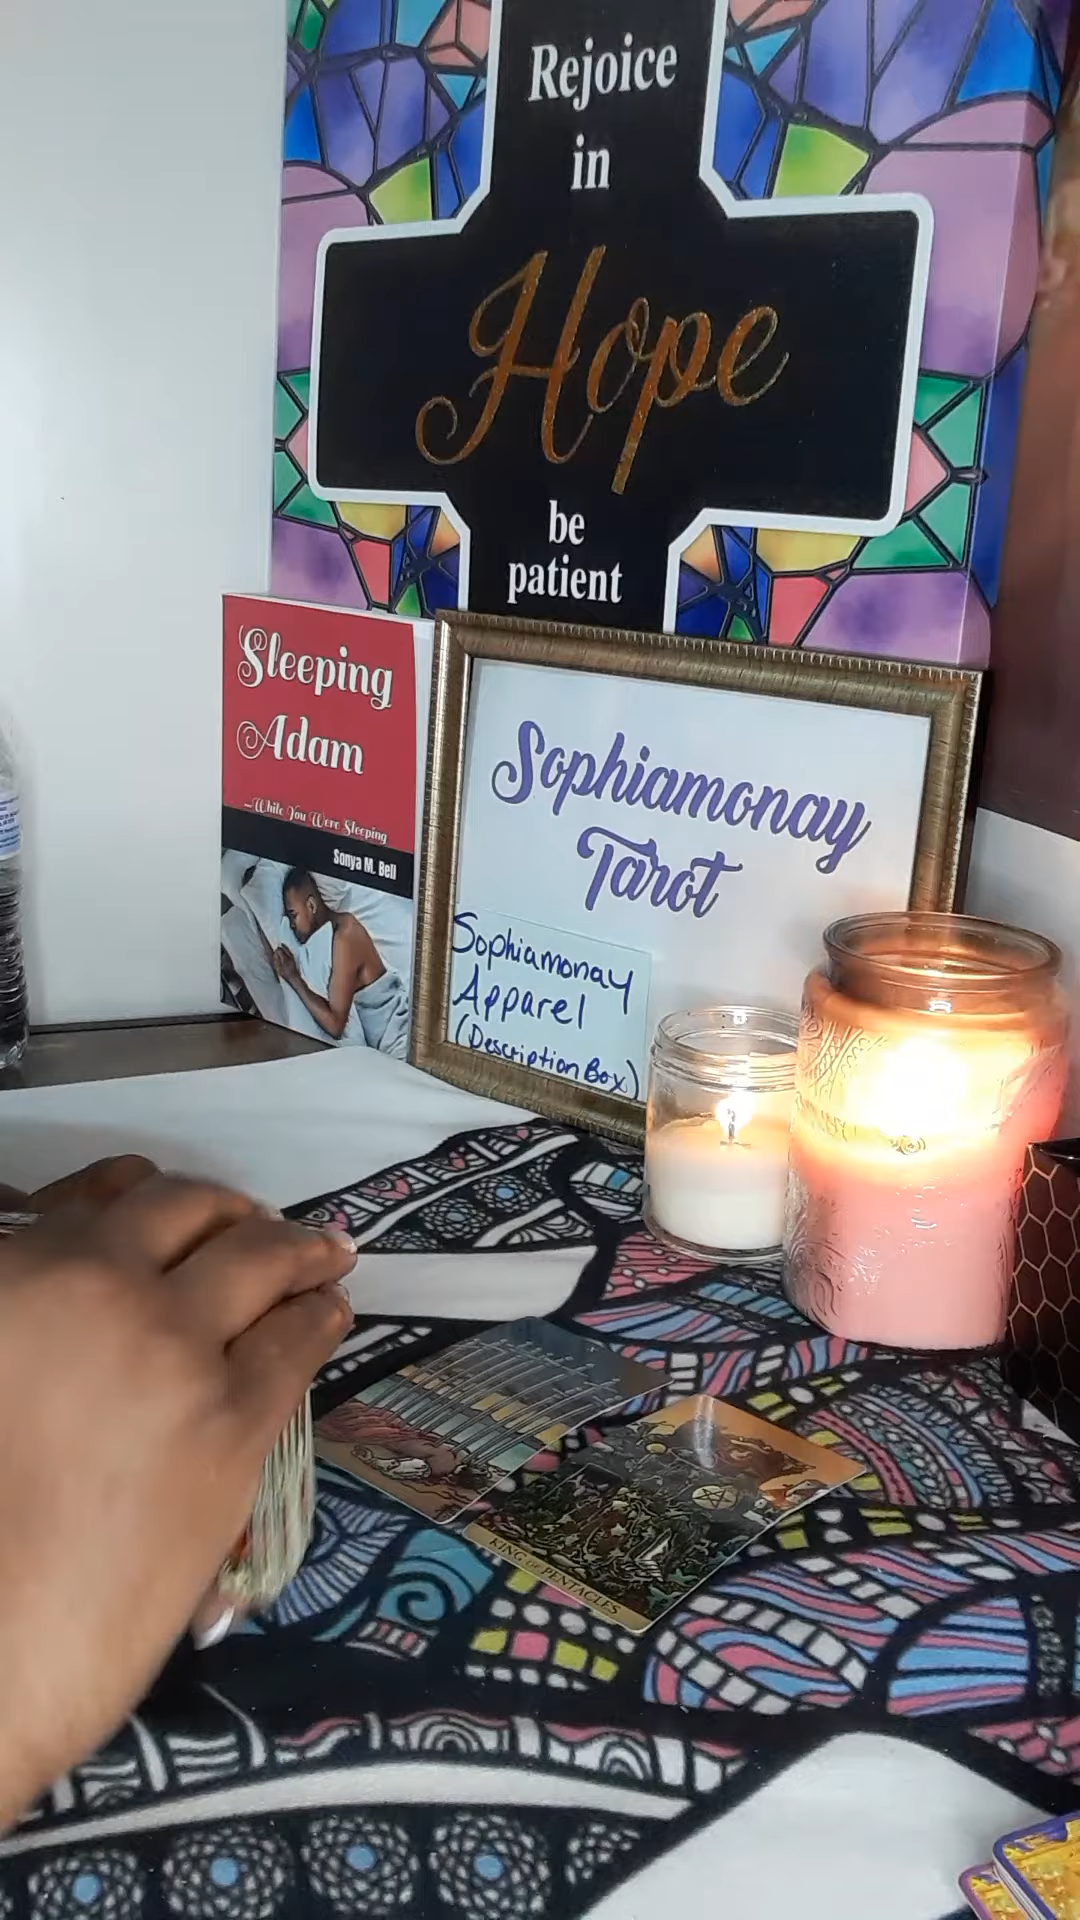 Rejoice
in
Hope
be
patient
Sleeping
Adam
...While You Were Sleeping
Sonya M. Bell
Sophiamonay
Tarot
Sophiamonay
Apparel
(Description Box)
KING OF PENTACLES